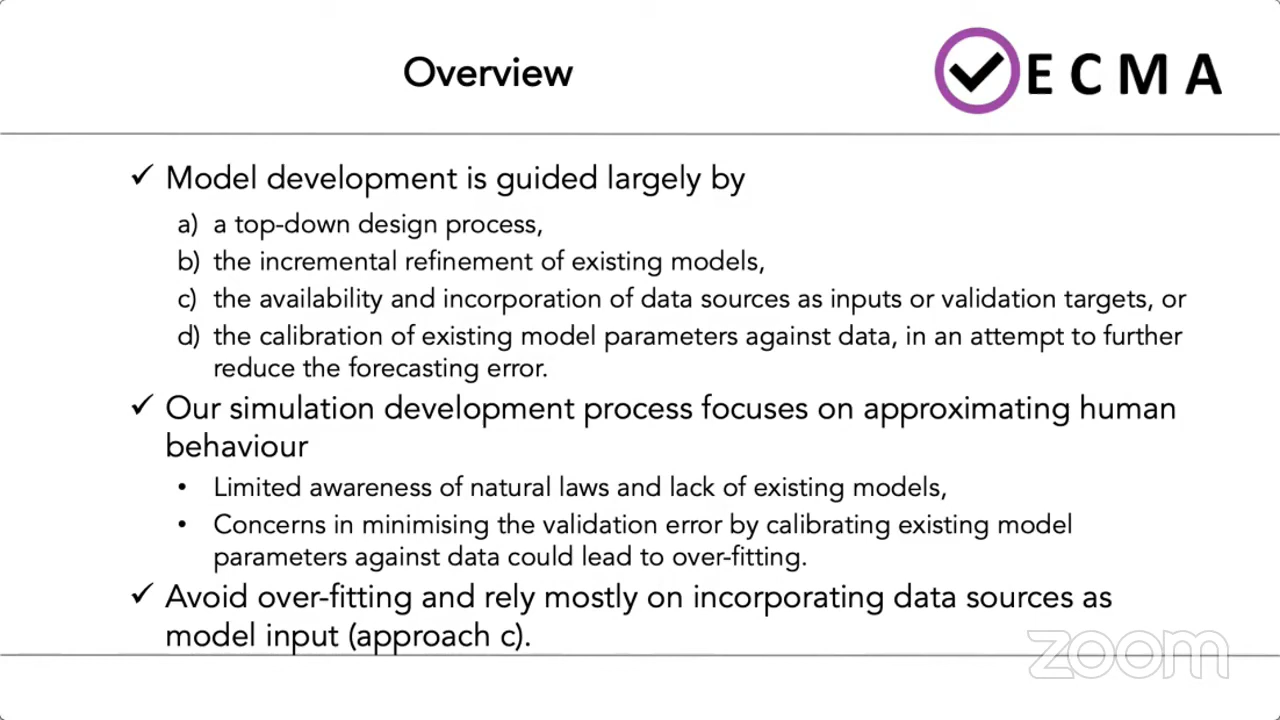 Overview
ECMA
✓ Model development is guided largely by
a) a top-down design process,
b) the incremental refinement of existing models,
c) the availability and incorporation of data sources as inputs or validation targets, or
d) the calibration of existing model parameters against data, in an attempt to further
reduce the forecasting error.
✓ Our simulation development process focuses on approximating human
behaviour
• Limited awareness of natural laws and lack of existing models,
• Concerns in minimising the validation error by calibrating existing model
parameters against data could lead to over-fitting.
✓ Avoid over-fitting and rely mostly on incorporating data sources as
model input (approach c).
zoom